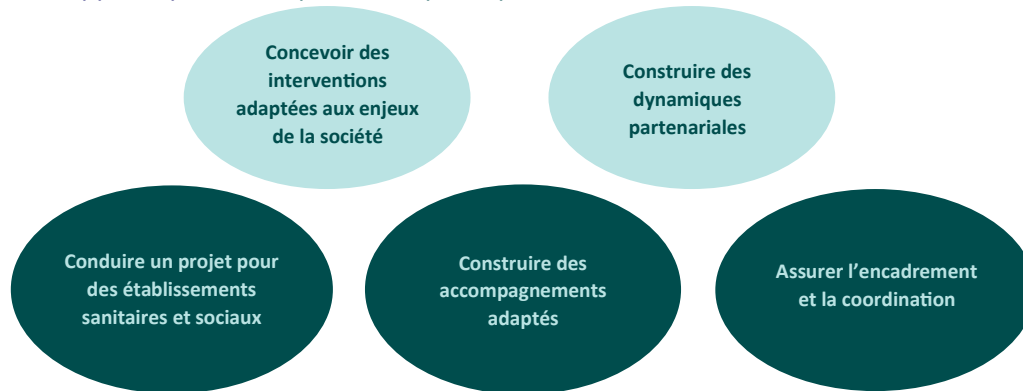 Concevoir des
interventions
adaptées aux enjeux
de la société
Construire des
dynamiques
partenariales
Conduire un projet pour
des établissements
sanitaires et sociaux
Construire des
accompagnements
adaptés
Assurer l’encadrement
et la coordination